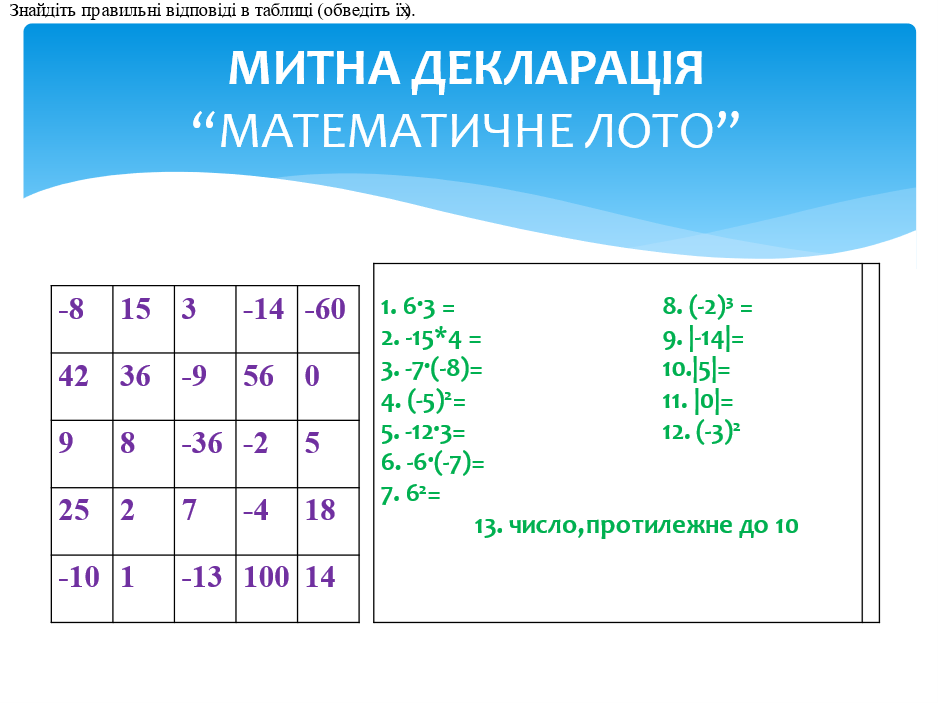 Знайдіть правильні відповіді в таблиці (обведіть їх).
МИТНА ДЕКЛАРАЦІЯ
“МАТЕМАТИЧНЕ ЛОТО”
-8 15 3 -14 -60
42 36 -9 56 0
9 8 -36 -2 5
25 2 7 -4 18
-10 1 -13 100 14
1. 6·3 =
2. -15*4 =
3. -7·(-8)=
4. (-5)²=
5. -12·3=
6. -6·(-7)=
7. 6²=
8. (-2)³ =
9. |-14|=
10.|5|=
11. |0|=
12. (-3)²
13. число,протилежне до 10